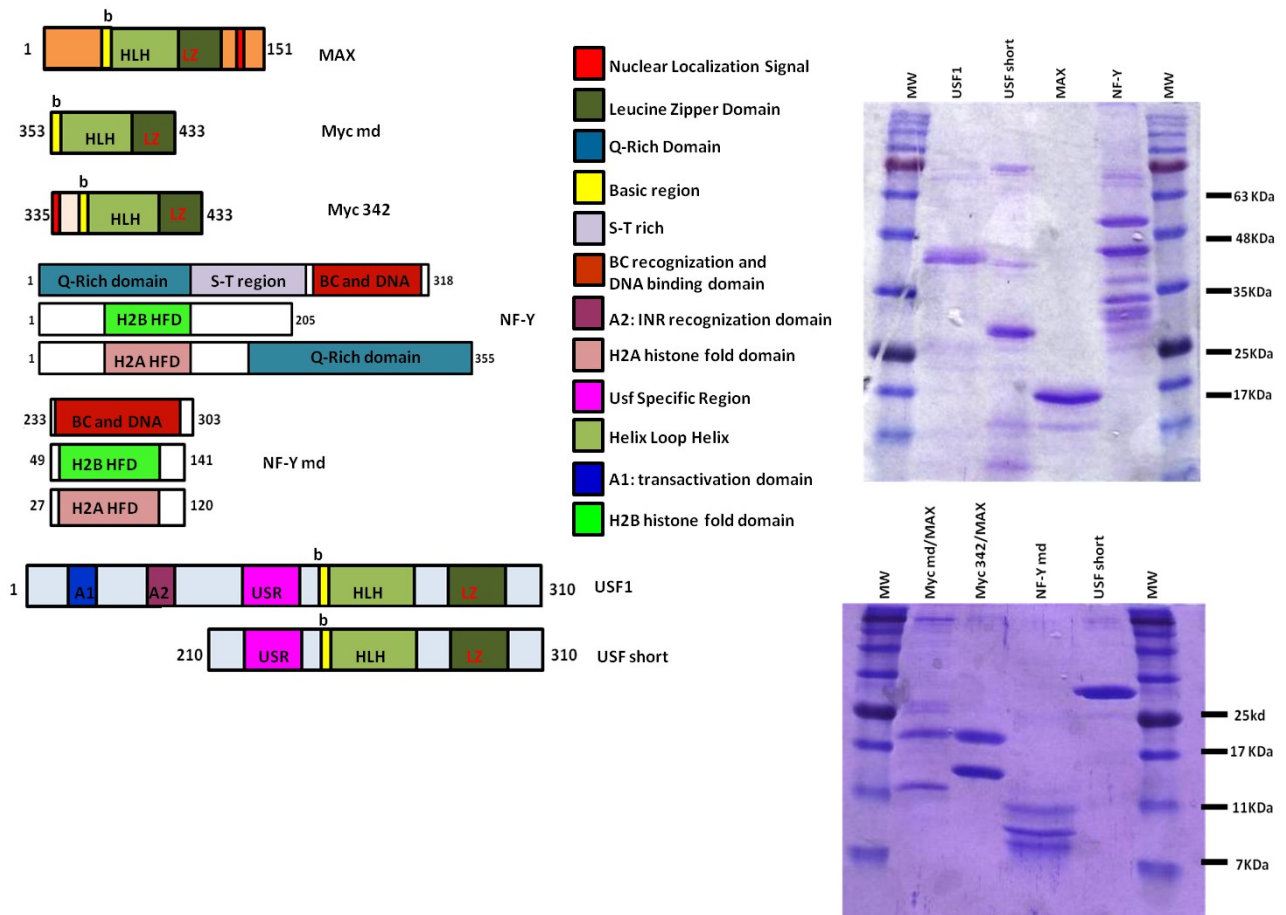 b
1 HLH LZ 151 MAX
b
353 HLH LZ 433 Myc md
b
335 HLH LZ 433 Myc 342
1 Q-Rich domain S-T region BC and DNA 318
1 H2B HFD 205 NF-Y
1 H2A HFD Q-Rich domain 355
233 BC and DNA 303
49 H2B HFD 141 NF-Y md
27 H2A HFD 120
b
1 A1 A2 USR HLH LZ 310 USF1
b
210 USR HLH LZ 310 USF short
Nuclear Localization Signal
Leucine Zipper Domain
Q-Rich Domain
Basic region
S-T rich
BC recognition and
DNA binding domain
A2: INR recognization domain
H2A histone fold domain
Usf Specific Region
Helix Loop Helix
A1: transactivation domain
H2B histone fold domain
MW USF1 USF short MAX NF-Y MW
63 KDa
48KDa
35KDa
25KDa
17KDa
MW Myc md/MAX Myc 342/MAX NF-Y md USF short MW
25kd
17 KDa
11KDa
7KDa